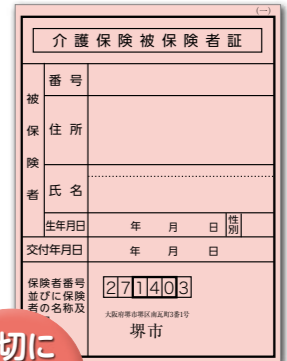 (一)
介護保険被保険者証
被保険者
番号
住所
氏名
生年月日 年 月 日 性別
交付年月日 年 月 日
保険者番号 271403
並びに保険
者の名称及
大阪府堺市堺区南瓦町3番1号
堺市
切に